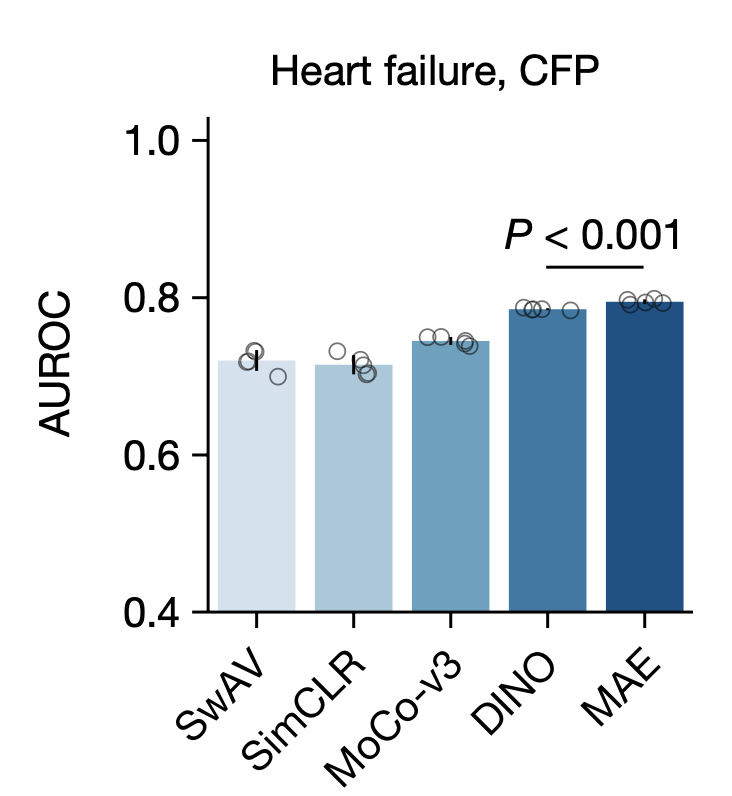 Heart failure, CFP
1.0
P < 0.001
0.8
AUROC
0.6
0.4
SwAV
SimCLR
MoCo-v3
DINO
MAE